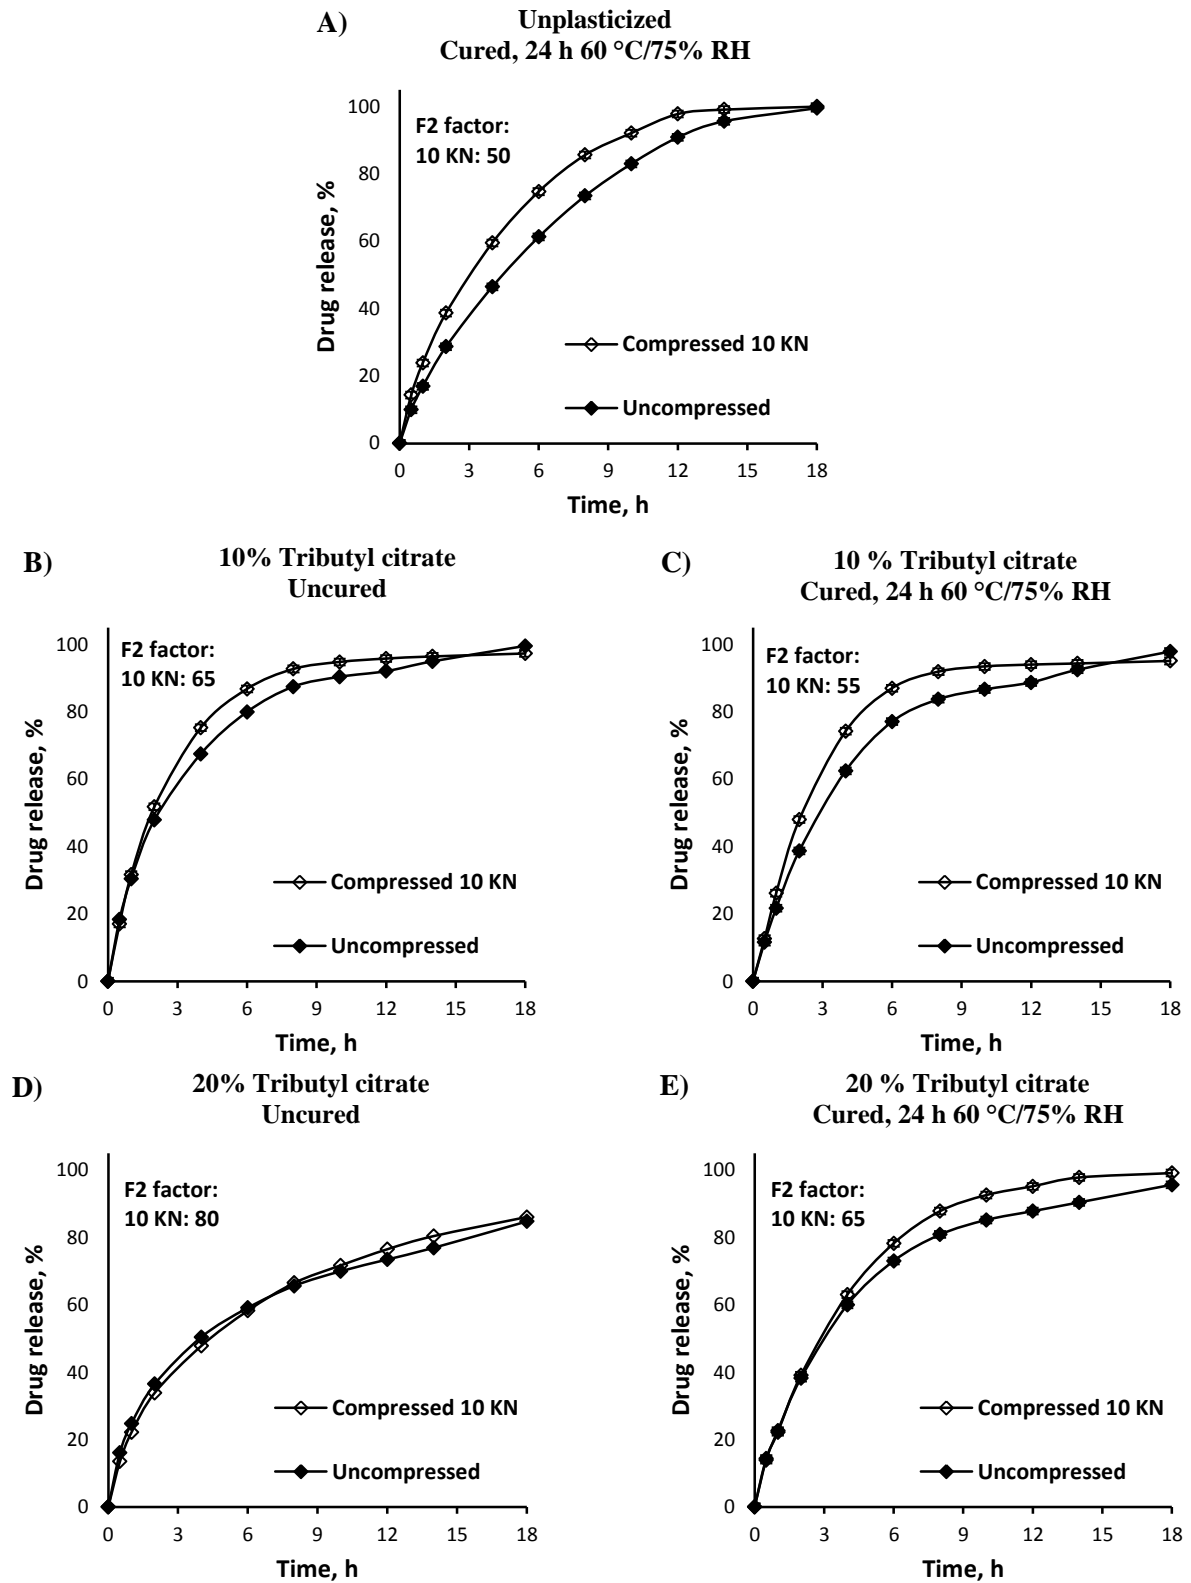 A)
Unplasticized
Cured, 24 h 60 °C/75% RH
F2 factor:
10 KN: 50
Drug release, %
100
80
60
40
20
0
Compressed 10 KN
Uncompressed
0 3 6 9 12 15 18
Time, h
B)
10% Tributyl citrate
Uncured
F2 factor:
10 KN: 65
Drug release, %
100
80
60
40
20
0
Compressed 10 KN
Uncompressed
0 3 6 9 12 15 18
Time, h
C)
10 % Tributyl citrate
Cured, 24 h 60 °C/75% RH
F2 factor:
10 KN: 55
Drug release, %
100
80
60
40
20
0
Compressed 10 KN
Uncompressed
0 3 6 9 12 15 18
Time, h
D)
20% Tributyl citrate
Uncured
F2 factor:
10 KN: 80
Drug release, %
100
80
60
40
20
0
Compressed 10 KN
Uncompressed
0 3 6 9 12 15 18
Time, h
E)
20 % Tributyl citrate
Cured, 24 h 60 °C/75% RH
F2 factor:
10 KN: 65
Drug release, %
100
80
60
40
20
0
Compressed 10 KN
Uncompressed
0 3 6 9 12 15 18
Time, h